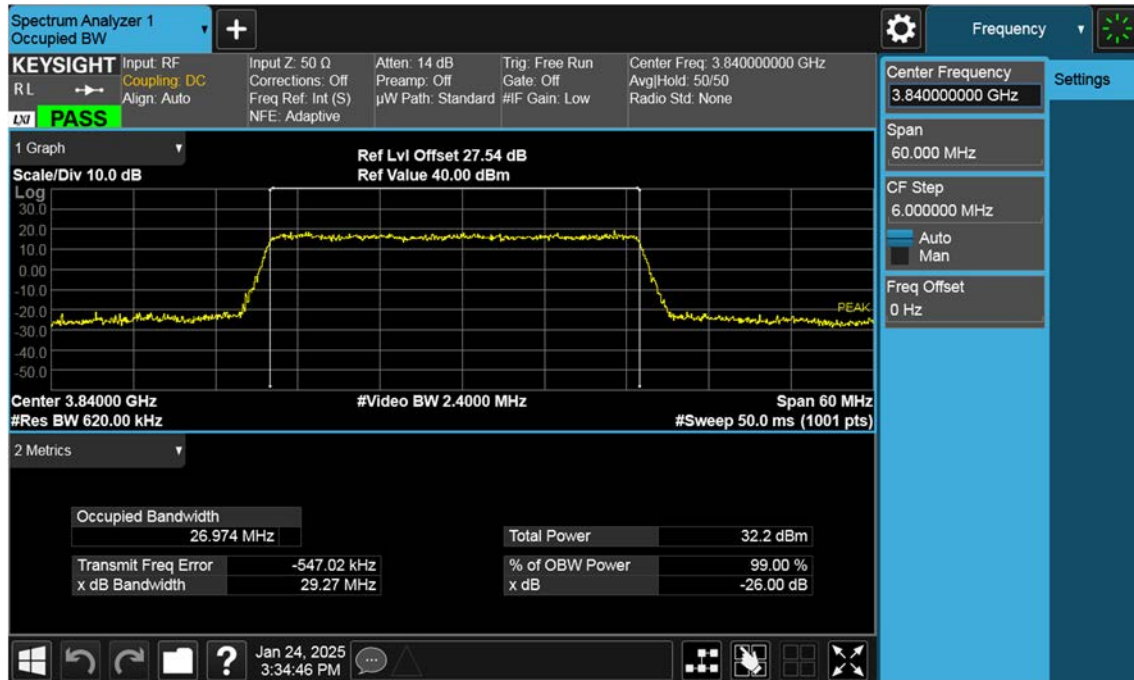 Spectrum Analyzer 1
Occupied BW
Frequency
KEYSIGHT
R L
LXI
PASS
Input: RF
Coupling: DC
Align: Auto
Input Z: 50 Ω
Corrections: Off
Freq Ref: Int (S)
NFE: Adaptive
Atten: 14 dB
Preamp: Off
µW Path: Standard
Trig: Free Run
Gate: Off
#IF Gain: Low
Center Freq: 3.840000000 GHz
Avg|Hold: 50/50
Radio Std: None
Center Frequency
3.840000000 GHz
Settings
Span
60.000 MHz
CF Step
6.000000 MHz
Auto
Man
Freq Offset
0 Hz
1 Graph
Scale/Div 10.0 dB
Ref Lvl Offset 27.54 dB
Ref Value 40.00 dBm
Log
30.0
20.0
10.0
0.00
-10.0
-20.0
-30.0
-40.0
-50.0
PEAK
Center 3.84000 GHz
#Video BW 2.4000 MHz
Span 60 MHz
#Res BW 620.00 kHz
#Sweep 50.0 ms (1001 pts)
2 Metrics
Occupied Bandwidth
26.974 MHz
Total Power 32.2 dBm
Transmit Freq Error -547.02 kHz
% of OBW Power 99.00 %
x dB Bandwidth 29.27 MHz
x dB -26.00 dB
?
Jan 24, 2025
3:34:46 PM